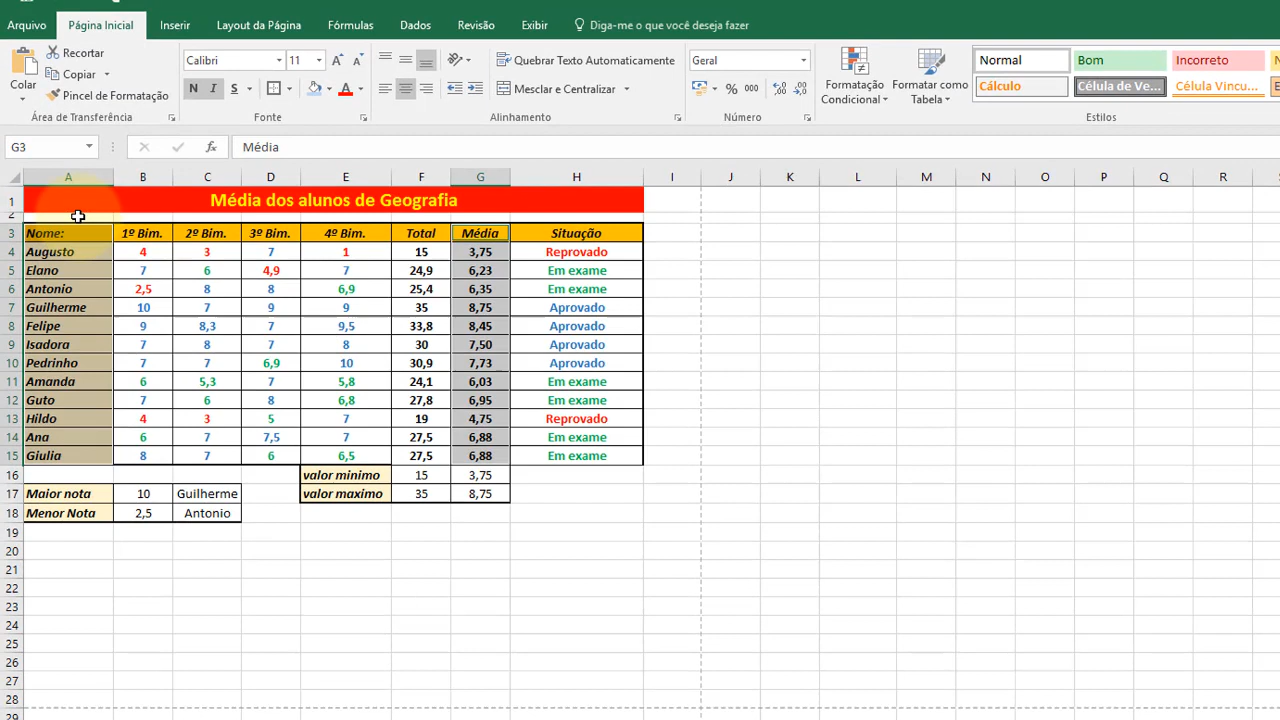 Arquivo Página Inicial Inserir Layout da Página Fórmulas Dados Revisão Exibir Diga-me o que você deseja fazer
Recortar
Copiar
Pincel de Formatação
Colar
Área de Transferência
Calibri 11
N I S
Fonte
Quebrar Texto Automaticamente
Mesclar e Centralizar
Alinhamento
Geral
% 000
Número
Formatação Condicional
Formatar como Tabela
Normal Bom Incorreto
Cálculo Célula de Ve... Célula Vincu...
Estilos
G3 fx Média
A B C D E F G H I J K L M N O P Q R
1 Média dos alunos de Geografia
2
3 Nome: 1º Bim. 2º Bim. 3º Bim. 4º Bim. Total Média Situação
4 Augusto 4 3 7 1 15 3,75 Reprovado
5 Elano 7 6 4,9 7 24,9 6,23 Em exame
6 Antonio 2,5 8 8 6,9 25,4 6,35 Em exame
7 Guilherme 10 7 9 9 35 8,75 Aprovado
8 Felipe 9 8,3 7 9,5 33,8 8,45 Aprovado
9 Isadora 7 8 7 8 30 7,50 Aprovado
10 Pedrinho 7 7 6,9 10 30,9 7,73 Aprovado
11 Amanda 6 5,3 7 5,8 24,1 6,03 Em exame
12 Guto 7 6 8 6,8 27,8 6,95 Em exame
13 Hildo 4 3 5 7 19 4,75 Reprovado
14 Ana 6 7 7,5 7 27,5 6,88 Em exame
15 Giulia 8 7 6 6,5 27,5 6,88 Em exame
16 valor minimo 15 3,75
17 Maior nota 10 Guilherme valor maximo 35 8,75
18 Menor Nota 2,5 Antonio
19
20
21
22
23
24
25
26
27
28
29